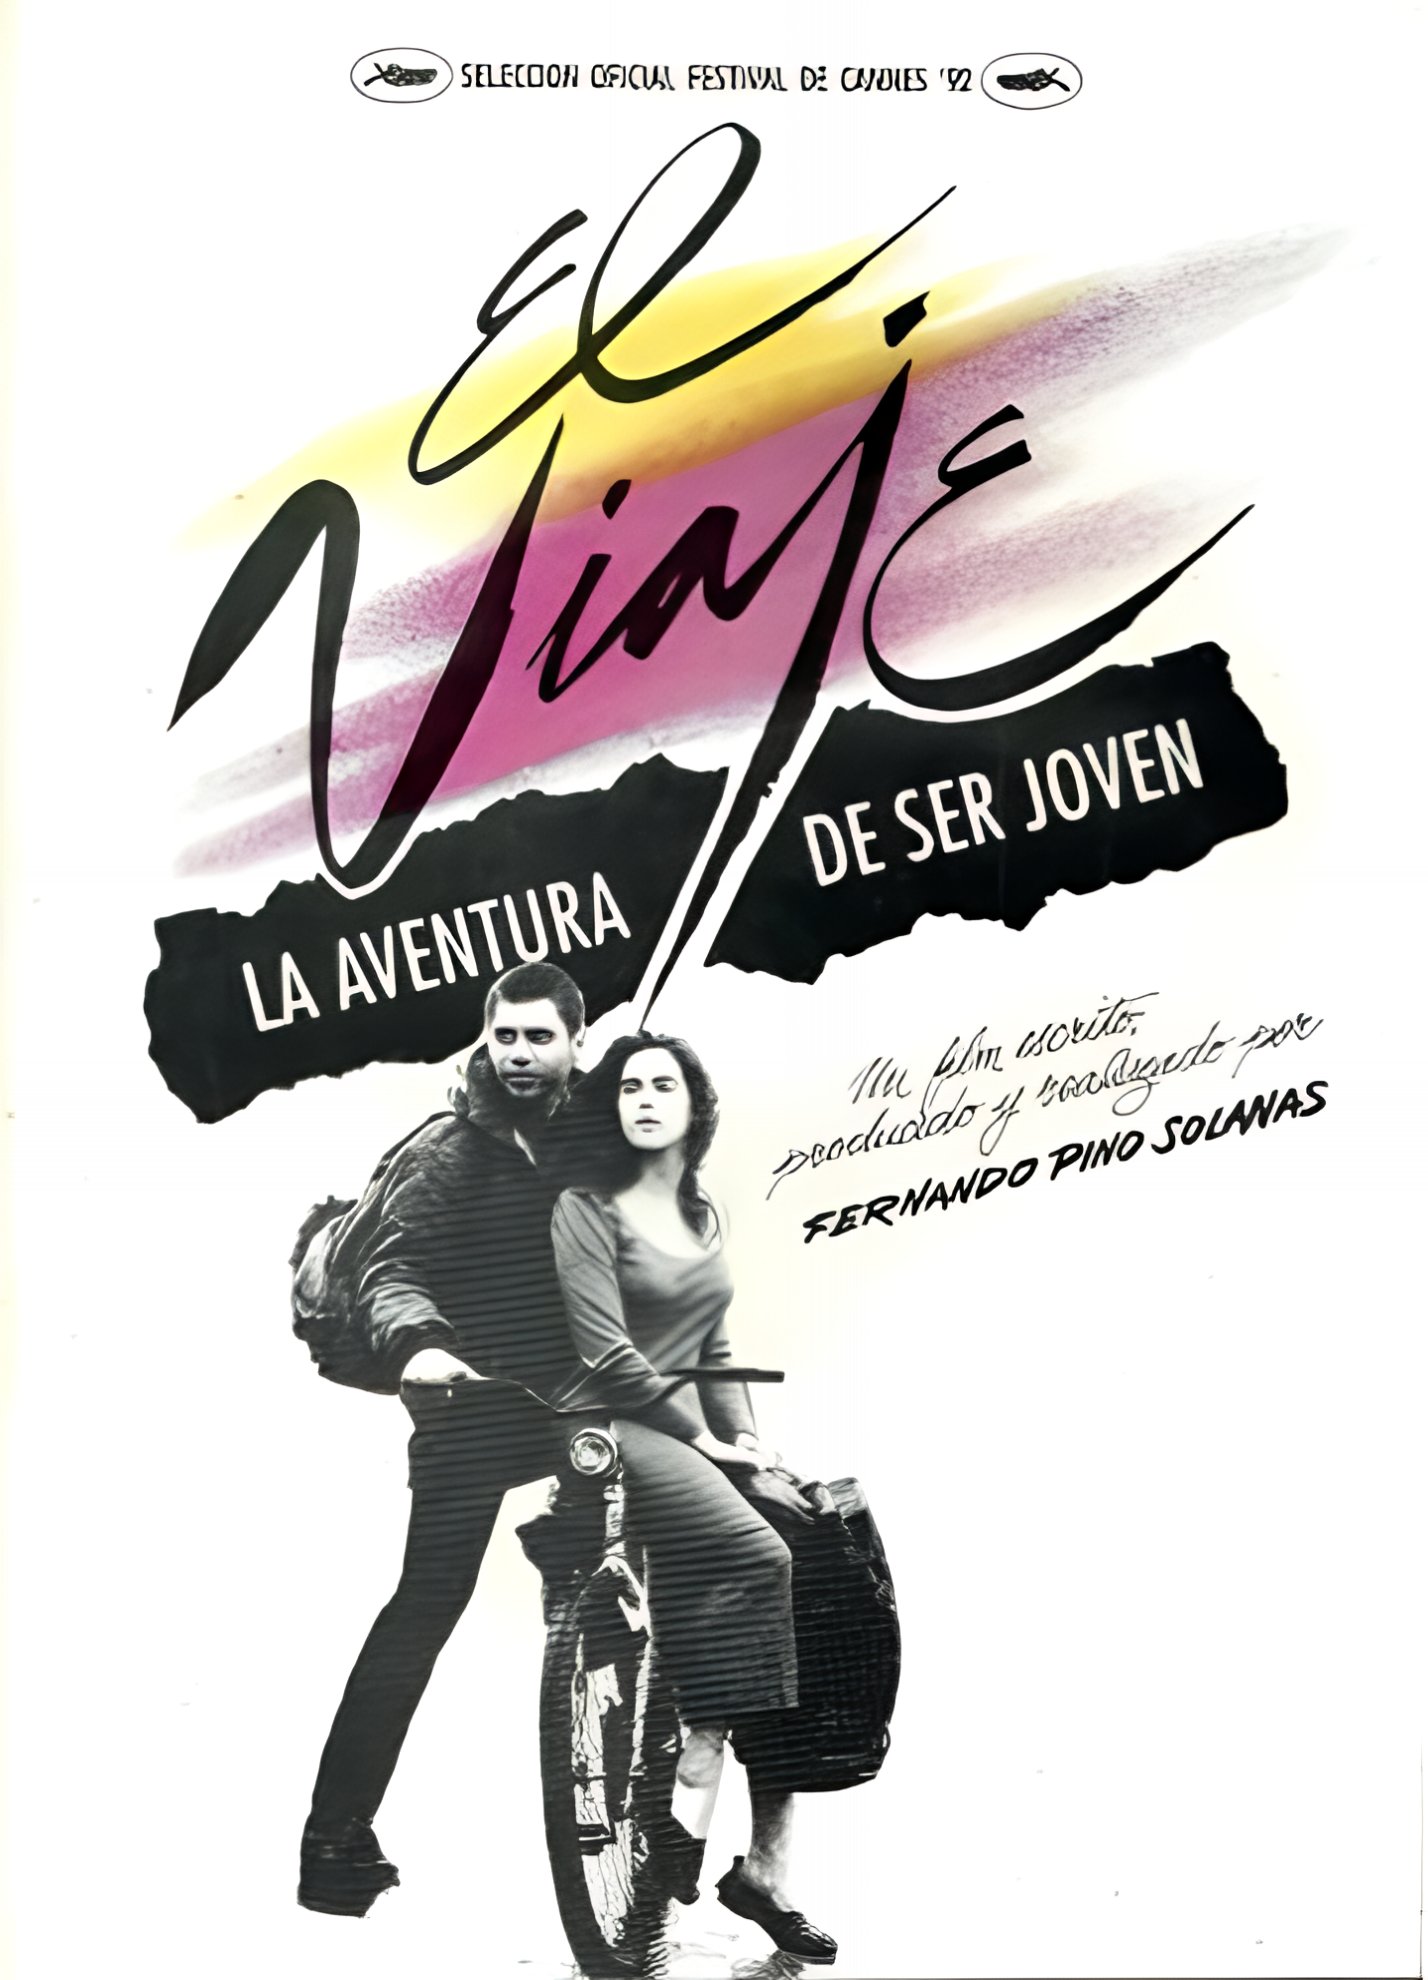 SELECCION OFICIAL FESTIVAL DE CANNES '92
El
Viaje
LA AVENTURA DE SER JOVEN
Un film escrito,
producido y realizado por
FERNANDO PINO SOLANAS